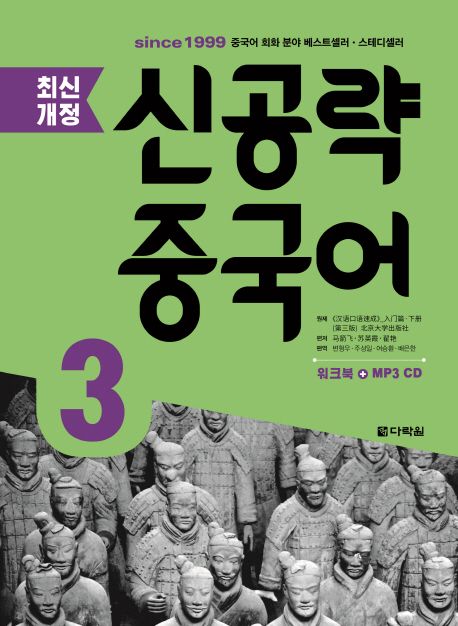 since 1999 중국어 회화 분야 베스트셀러・스테디셀러
최신
개정
신공략
중국어
3
원제 《汉语口语速成》_入门篇·下册
(第三版) 北京大学出版社
편저 马箭飞·苏英霞·翟艳
편역 변형우·주성일·여승환·배은한
워크북 + MP3 CD
다락원